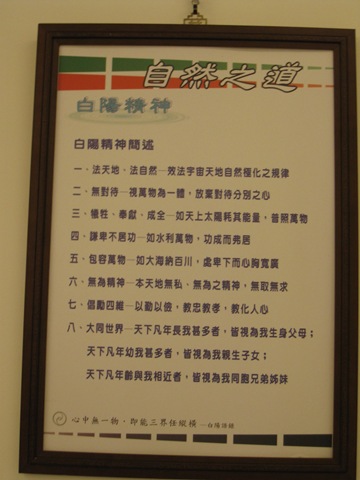 自然之道
白陽精神
白陽精神簡述
一、法天地、法自然─效法宇宙天地自然極化之規律
二、無對待─視萬物為一體，放棄對待分別之心
三、犧牲、奉獻、成全─如天上太陽耗其能量，普照萬物
四、謙卑不居功─如水利萬物，功成而弗居
五、包容萬物─如大海納百川，處卑下而心胸寬廣
六、無為精神─本天地無私、無為之精神，無取無求
七、倡勵四維─以勤以儉，教忠教孝，教化人心
八、大同世界─天下凡年長我甚多者，皆視為我生身父母；
天下凡年幼我甚多者，皆視為我親生子女；
天下凡年齡與我相近者，皆視為我同胞兄弟姊妹
心中無一物、即能三界任縱橫 ─白陽頌錄